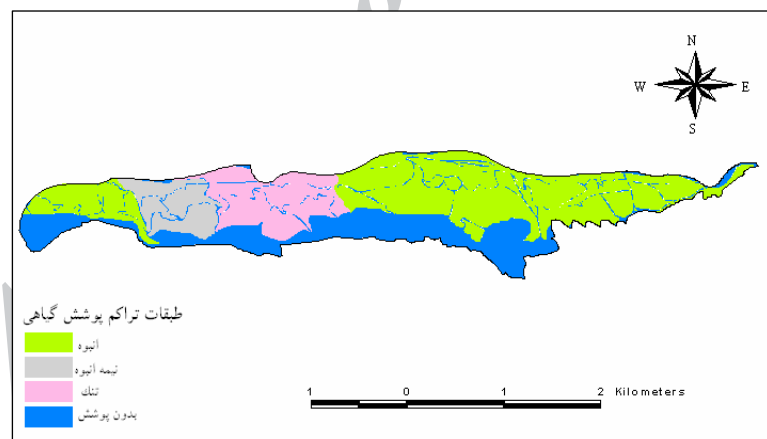 N
W E
S
طبقات تراکم پوشش گیاهی
انبوه
نیمه انبوه
تنک
بدون پوشش
1 0 1 2 Kilometers